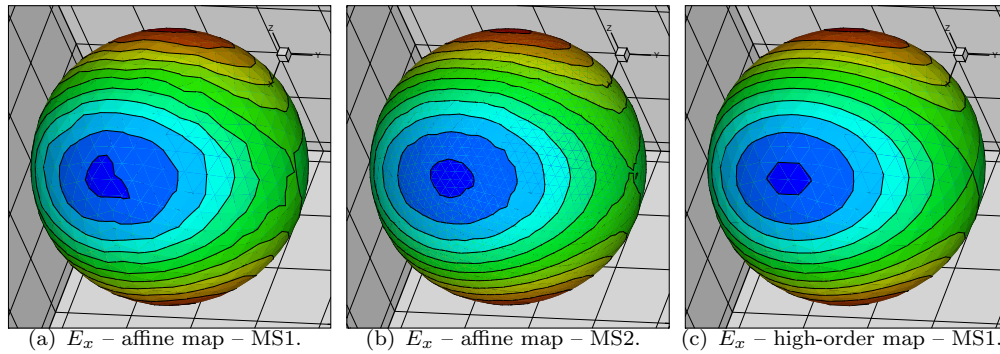 Z
Y
Z
Y
Z
Y
(a) $E_x$ – affine map – MS1.
(b) $E_x$ – affine map – MS2.
(c) $E_x$ – high-order map – MS1.